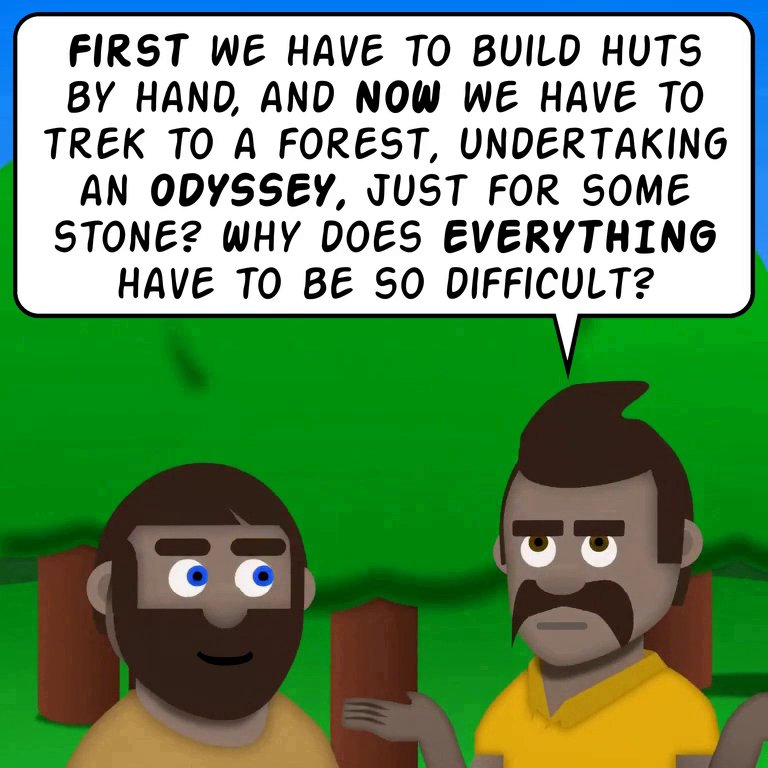 FIRST WE HAVE TO BUILD HUTS
BY HAND, AND NOW WE HAVE TO
TREK TO A FOREST, UNDERTAKING
AN ODYSSEY, JUST FOR SOME
STONE? WHY DOES EVERYTHING
HAVE TO BE SO DIFFICULT?